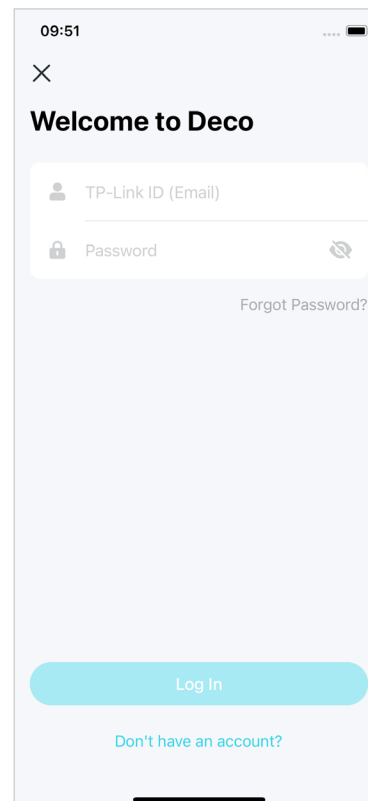 09:51
Welcome to Deco
TP-Link ID (Email)
Password
Forgot Password?
Log In
Don't have an account?